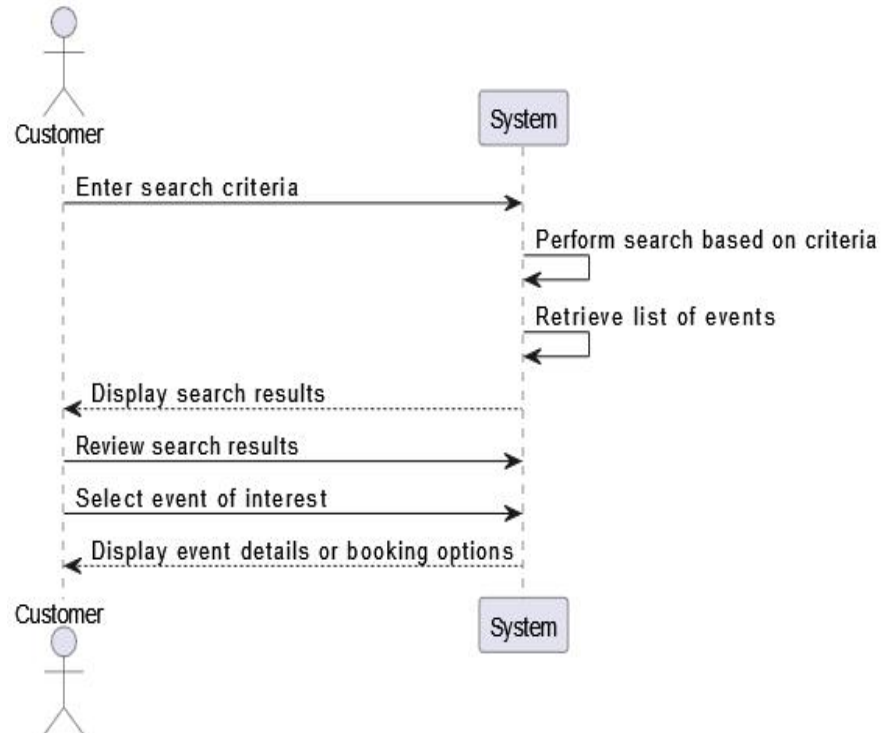 Customer
System
Enter search criteria
Perform search based on criteria
Retrieve list of events
Display search results
Review search results
Select event of interest
Display event details or booking options
Customer
System